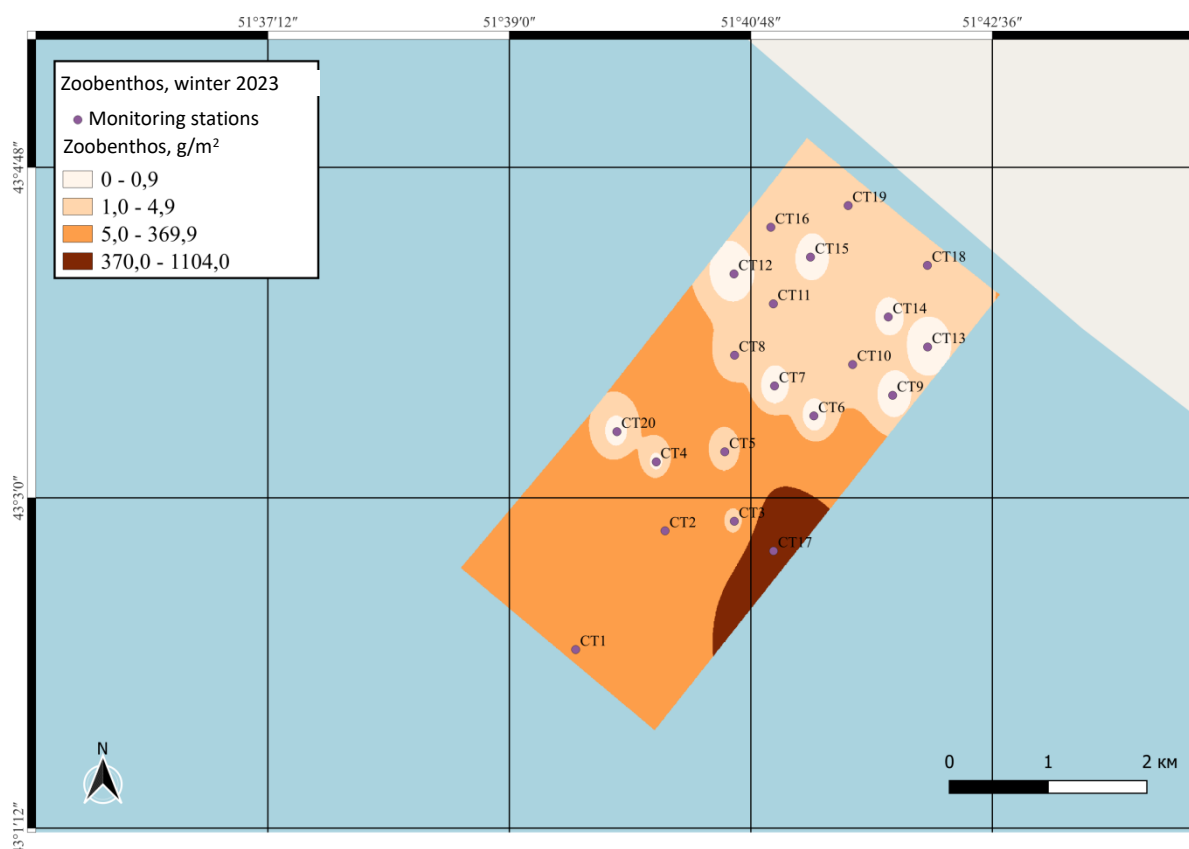 51°37′12″ 51°39′0″ 51°40′48″ 51°42′36″
Zoobenthos, winter 2023
Monitoring stations
Zoobenthos, g/m²
0 - 0,9
1,0 - 4,9
5,0 - 369,9
370,0 - 1104,0
43°4′48″
43°3′0″
43°1′12″
CT19
CT16
CT15
CT18
CT12
CT11
CT14
CT13
CT8
CT10
CT7
CT9
CT6
CT20
CT5
CT4
CT3
CT2
CT17
CT1
N
0 1 2 км